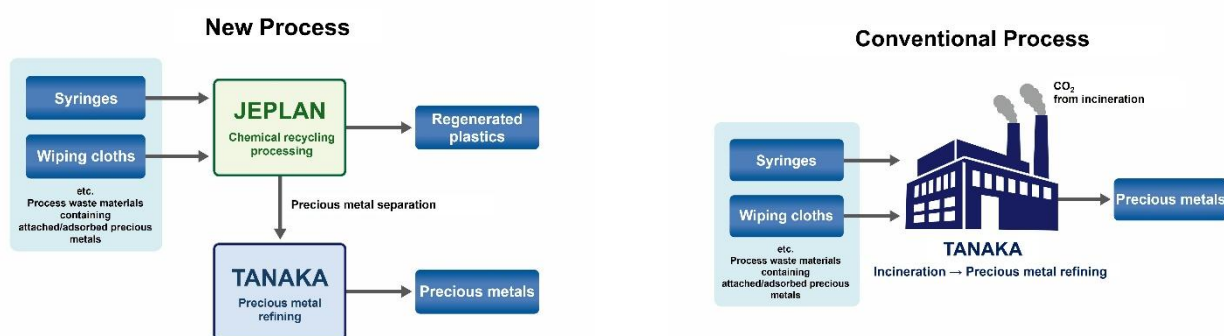 New Process
Syringes
Wiping cloths
etc.
Process waste materials
containing
attached/adsorbed precious
metals
JEPLAN
Chemical recycling
processing
Regenerated
plastics
Precious metal separation
TANAKA
Precious metal
refining
Precious metals
Conventional Process
CO₂
from incineration
Syringes
Wiping cloths
etc.
Process waste materials
containing
attached/adsorbed precious
metals
TANAKA
Incineration → Precious metal refining
Precious metals